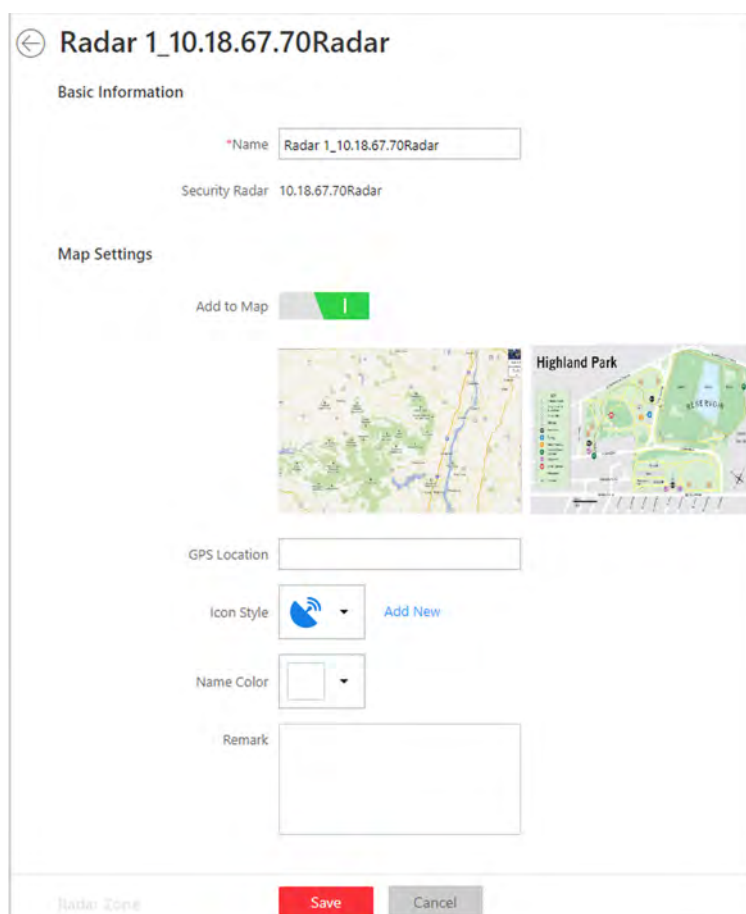 Radar 1_10.18.67.70Radar
Basic Information
*Name Radar 1_10.18.67.70Radar
Security Radar 10.18.67.70Radar
Map Settings
Add to Map
Highland Park
RESERVOIR
GPS Location
Icon Style Add New
Name Color
Remark
Radar Zone
Save Cancel